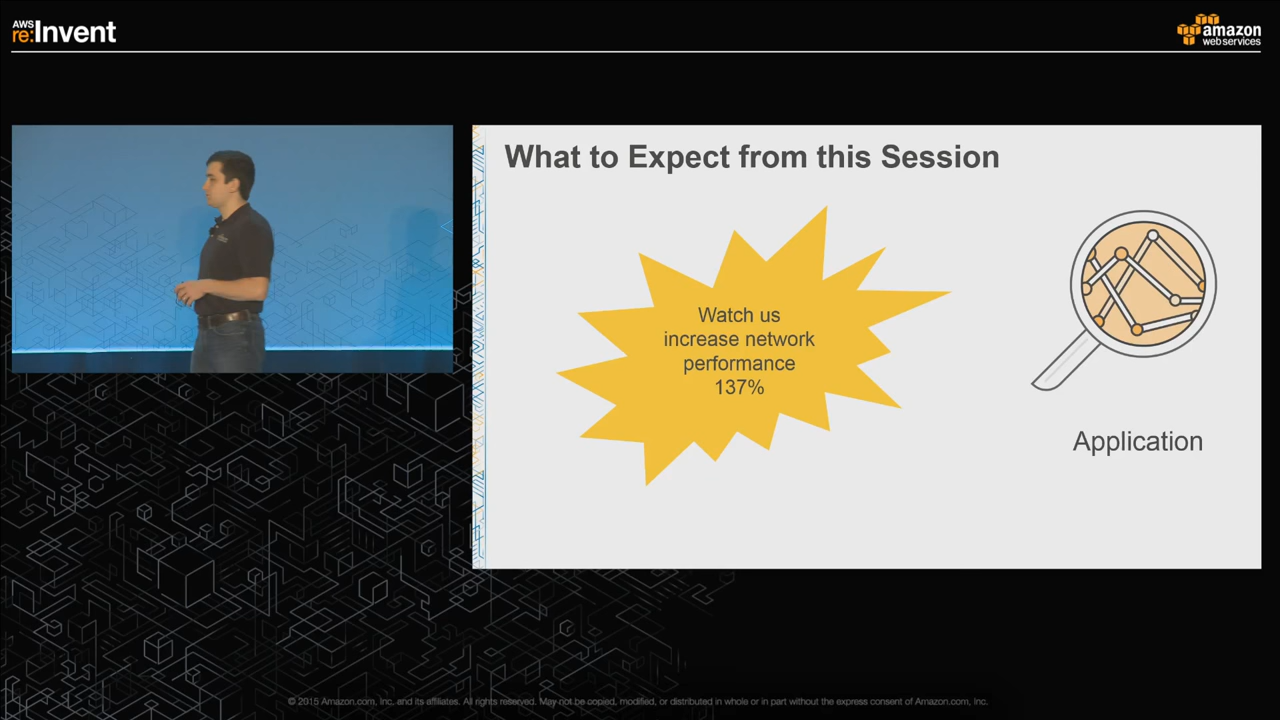 AWS
re:Invent
amazon
web services
What to Expect from this Session
Watch us
increase network
performance
137%
Application
© 2015 Amazon.com, Inc. and its affiliates. All rights reserved. May not be copied, modified, or distributed in whole or in part without the express consent of Amazon.com, Inc.